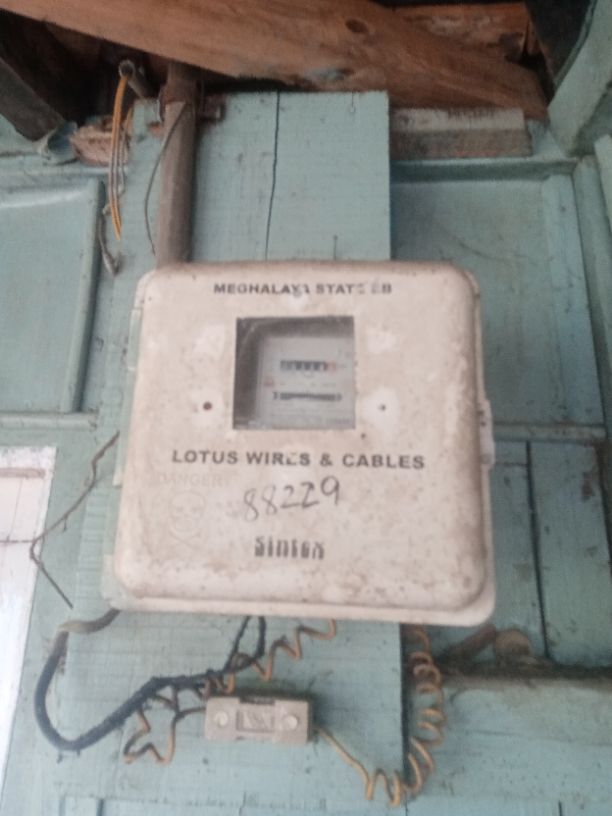 MEGHALAYA STATE EB
LOTUS WIRES & CABLES
DANGER
88229
Sintex